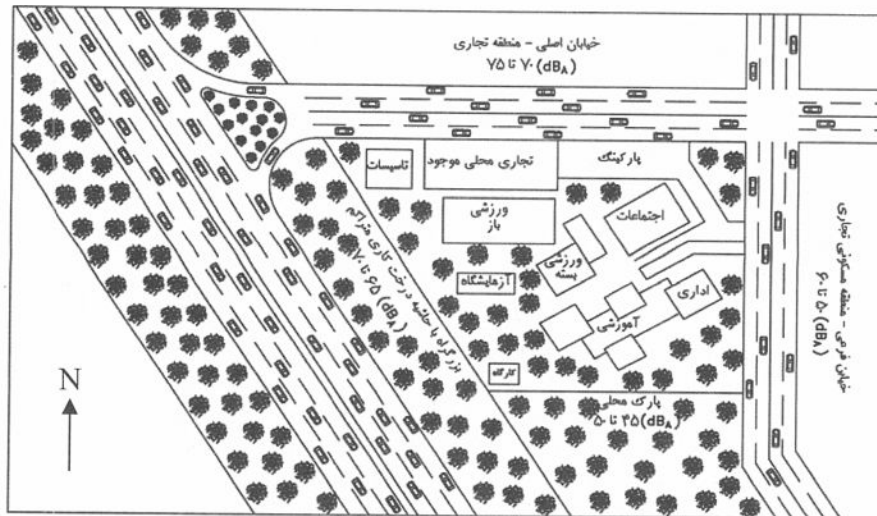 خیابان اصلی - منطقه تجاری
۷۰ تا ۷۵ (dBA)
تاسیسات
تجاری محلی موجود
پارکینگ
ورزشی
باز
اجتماعات
ورزشی
بسته
آزمایشگاه
اداری
آموزشی
کارگاه
بزرگراه با حاشیه درخت کاری متراکم
۶۵ تا ۷۰ (dBA)
خیابان فرعی - منطقه مسکونی تجاری
۵۰ تا ۶۰ (dBA)
پارک محلی
۴۵ تا ۵۰ (dBA)
N